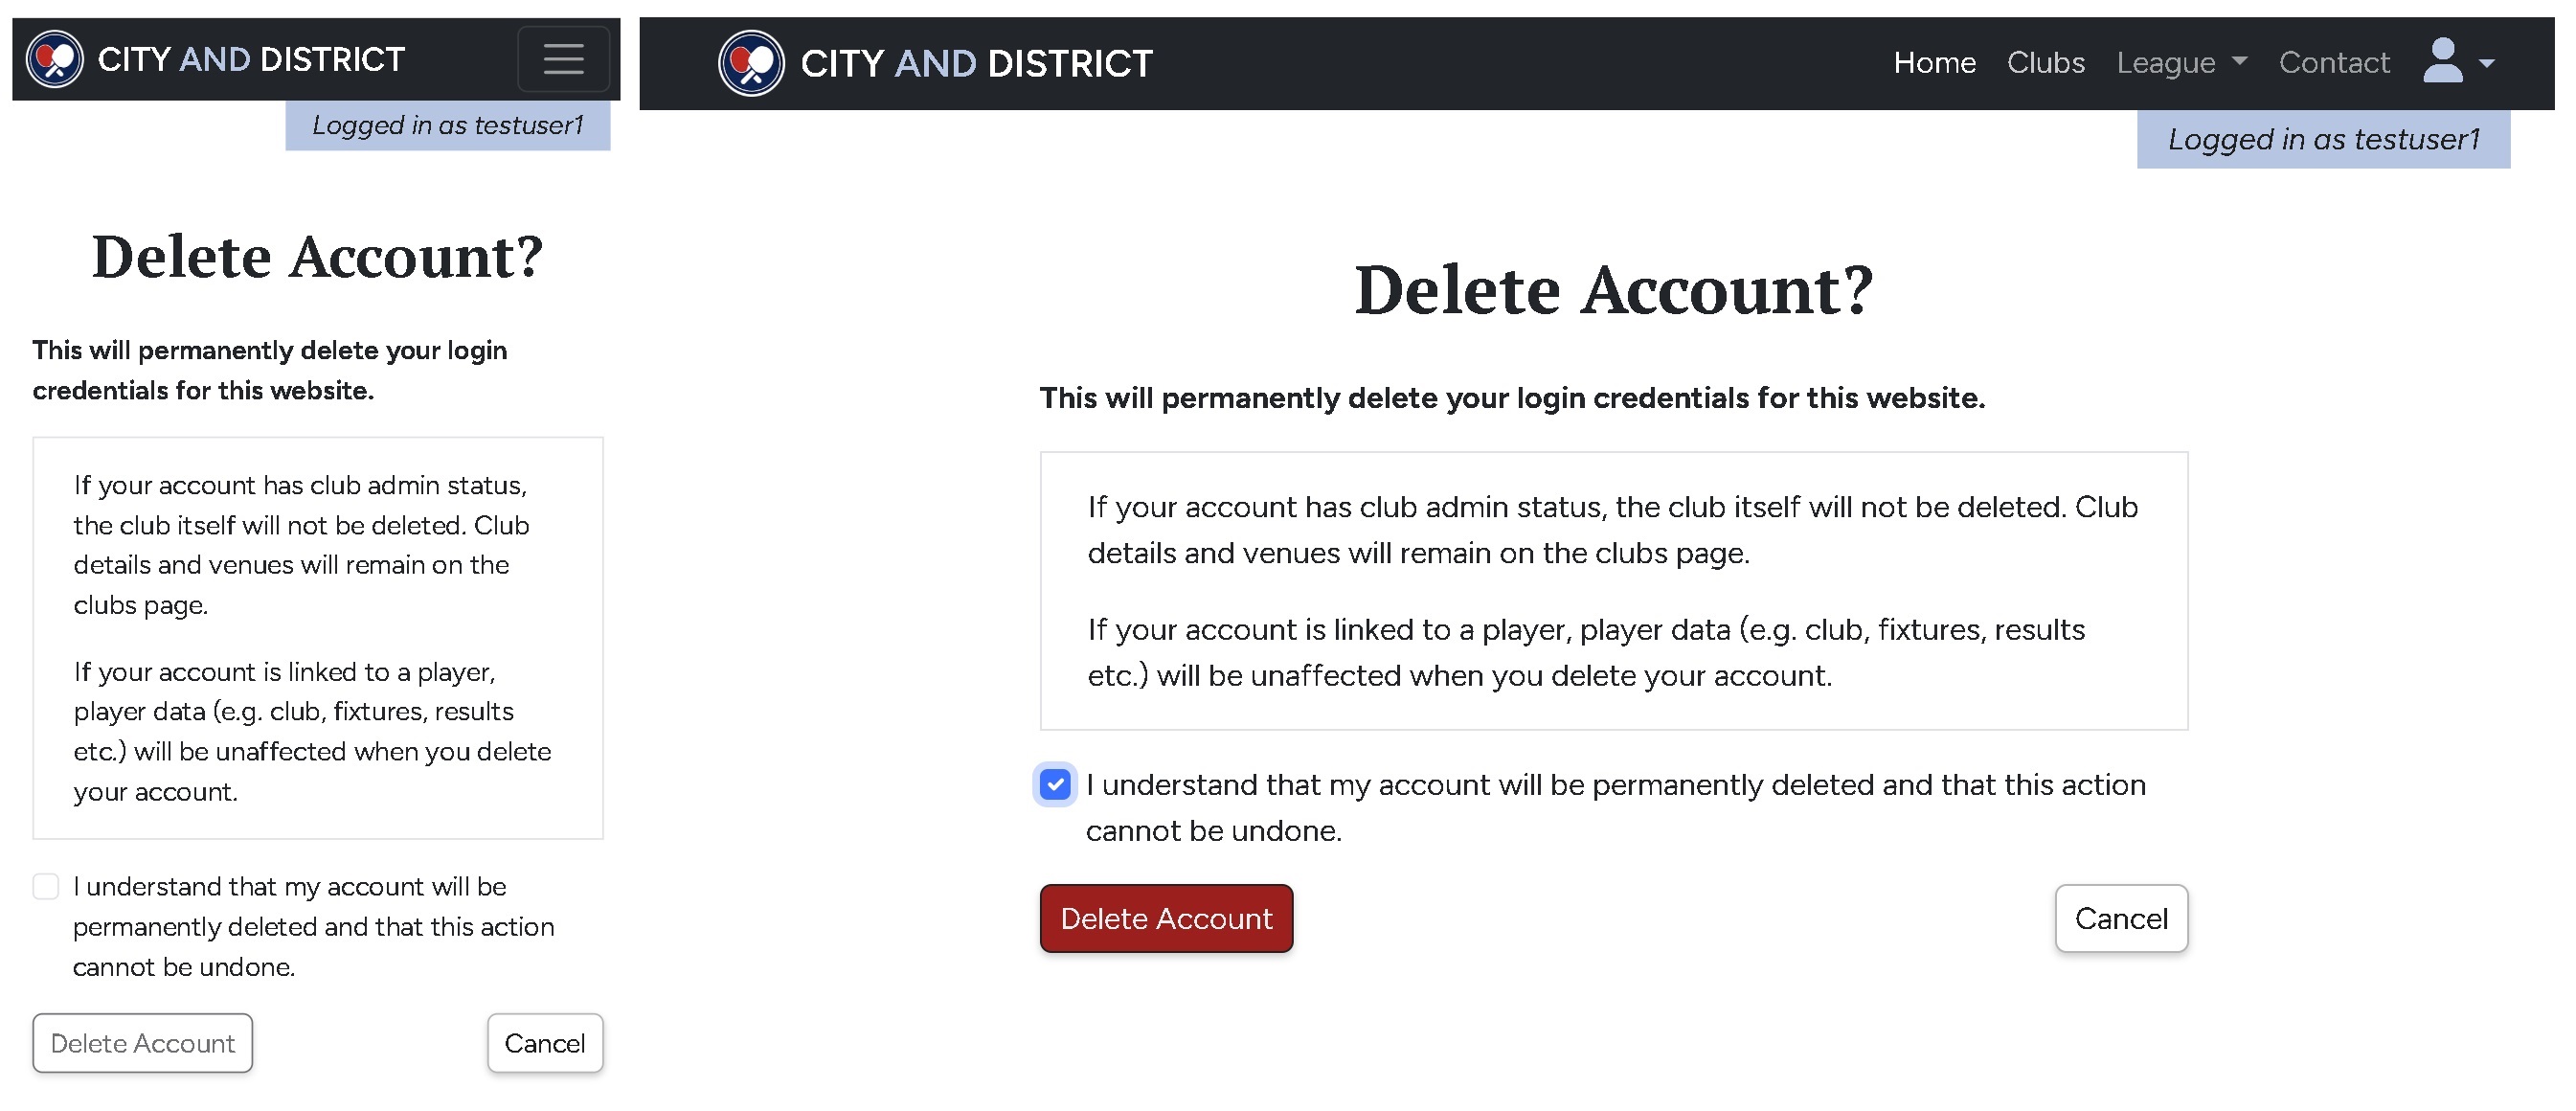 CITY AND DISTRICT
Logged in as testuser1
Delete Account?
This will permanently delete your login
credentials for this website.
If your account has club admin status,
the club itself will not be deleted. Club
details and venues will remain on the
clubs page.
If your account is linked to a player,
player data (e.g. club, fixtures, results
etc.) will be unaffected when you delete
your account.
I understand that my account will be
permanently deleted and that this action
cannot be undone.
Delete Account Cancel
CITY AND DISTRICT Home Clubs League Contact
Logged in as testuser1
Delete Account?
This will permanently delete your login credentials for this website.
If your account has club admin status, the club itself will not be deleted. Club
details and venues will remain on the clubs page.
If your account is linked to a player, player data (e.g. club, fixtures, results
etc.) will be unaffected when you delete your account.
I understand that my account will be permanently deleted and that this action
cannot be undone.
Delete Account Cancel